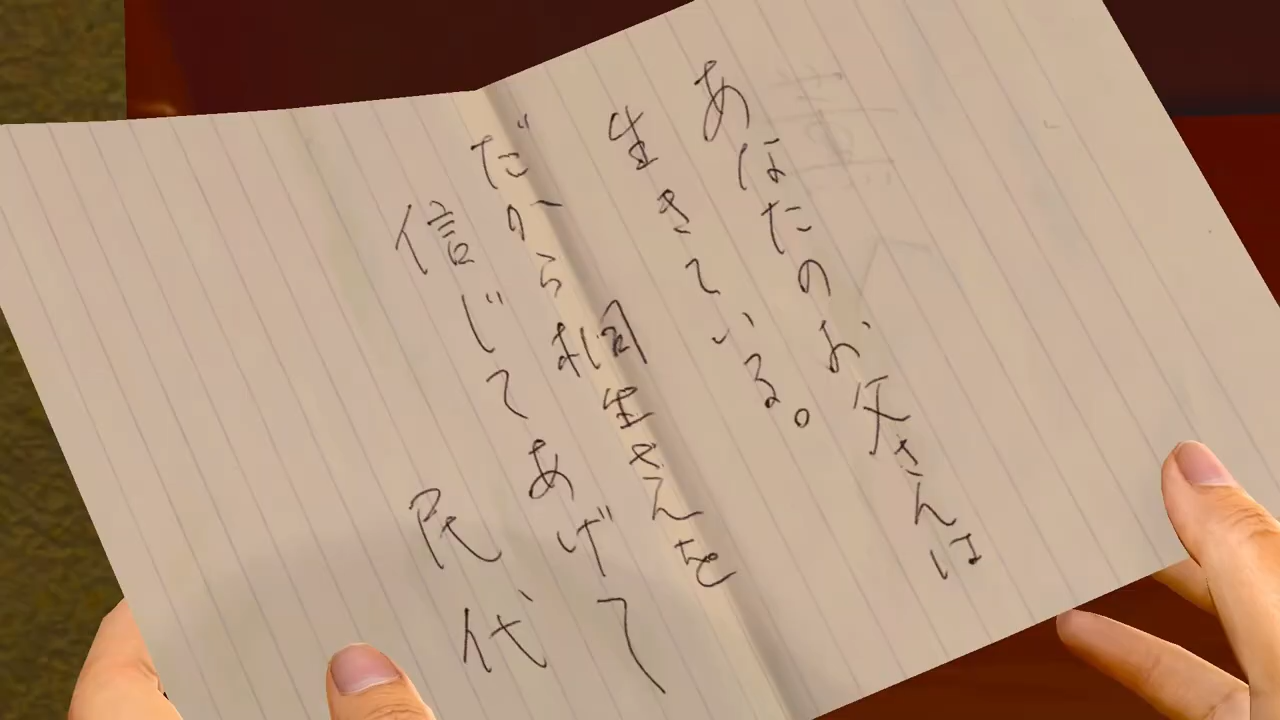 あなたのお父さんは
生きている。
だから桐生さんを
信じてあげて
民代